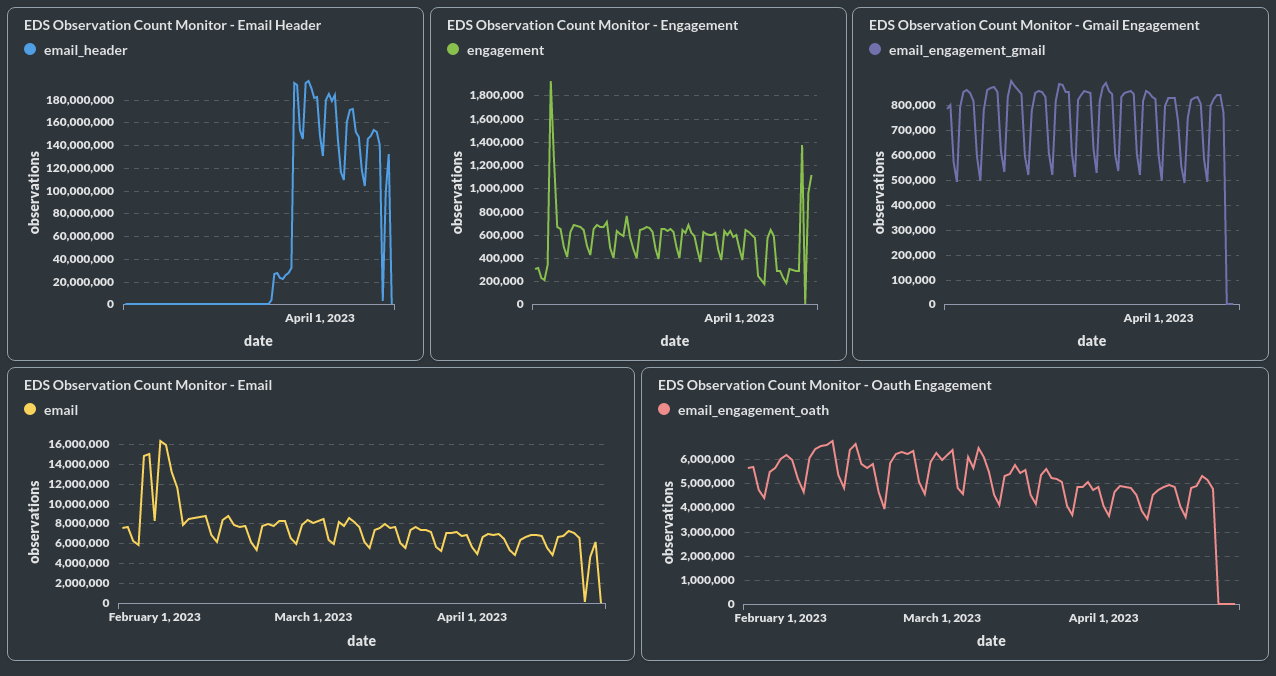 EDS Observation Count Monitor - Email Header
email_header
180,000,000
160,000,000
140,000,000
120,000,000
100,000,000
80,000,000
60,000,000
40,000,000
20,000,000
0
observations
April 1, 2023
date
EDS Observation Count Monitor - Engagement
engagement
1,800,000
1,600,000
1,400,000
1,200,000
1,000,000
800,000
600,000
400,000
200,000
0
observations
April 1, 2023
date
EDS Observation Count Monitor - Gmail Engagement
email_engagement_gmail
800,000
700,000
600,000
500,000
400,000
300,000
200,000
100,000
0
observations
April 1, 2023
date
EDS Observation Count Monitor - Email
email
16,000,000
14,000,000
12,000,000
10,000,000
8,000,000
6,000,000
4,000,000
2,000,000
0
observations
February 1, 2023 March 1, 2023 April 1, 2023
date
EDS Observation Count Monitor - Oauth Engagement
email_engagement_oath
6,000,000
5,000,000
4,000,000
3,000,000
2,000,000
1,000,000
0
observations
February 1, 2023 March 1, 2023 April 1, 2023
date